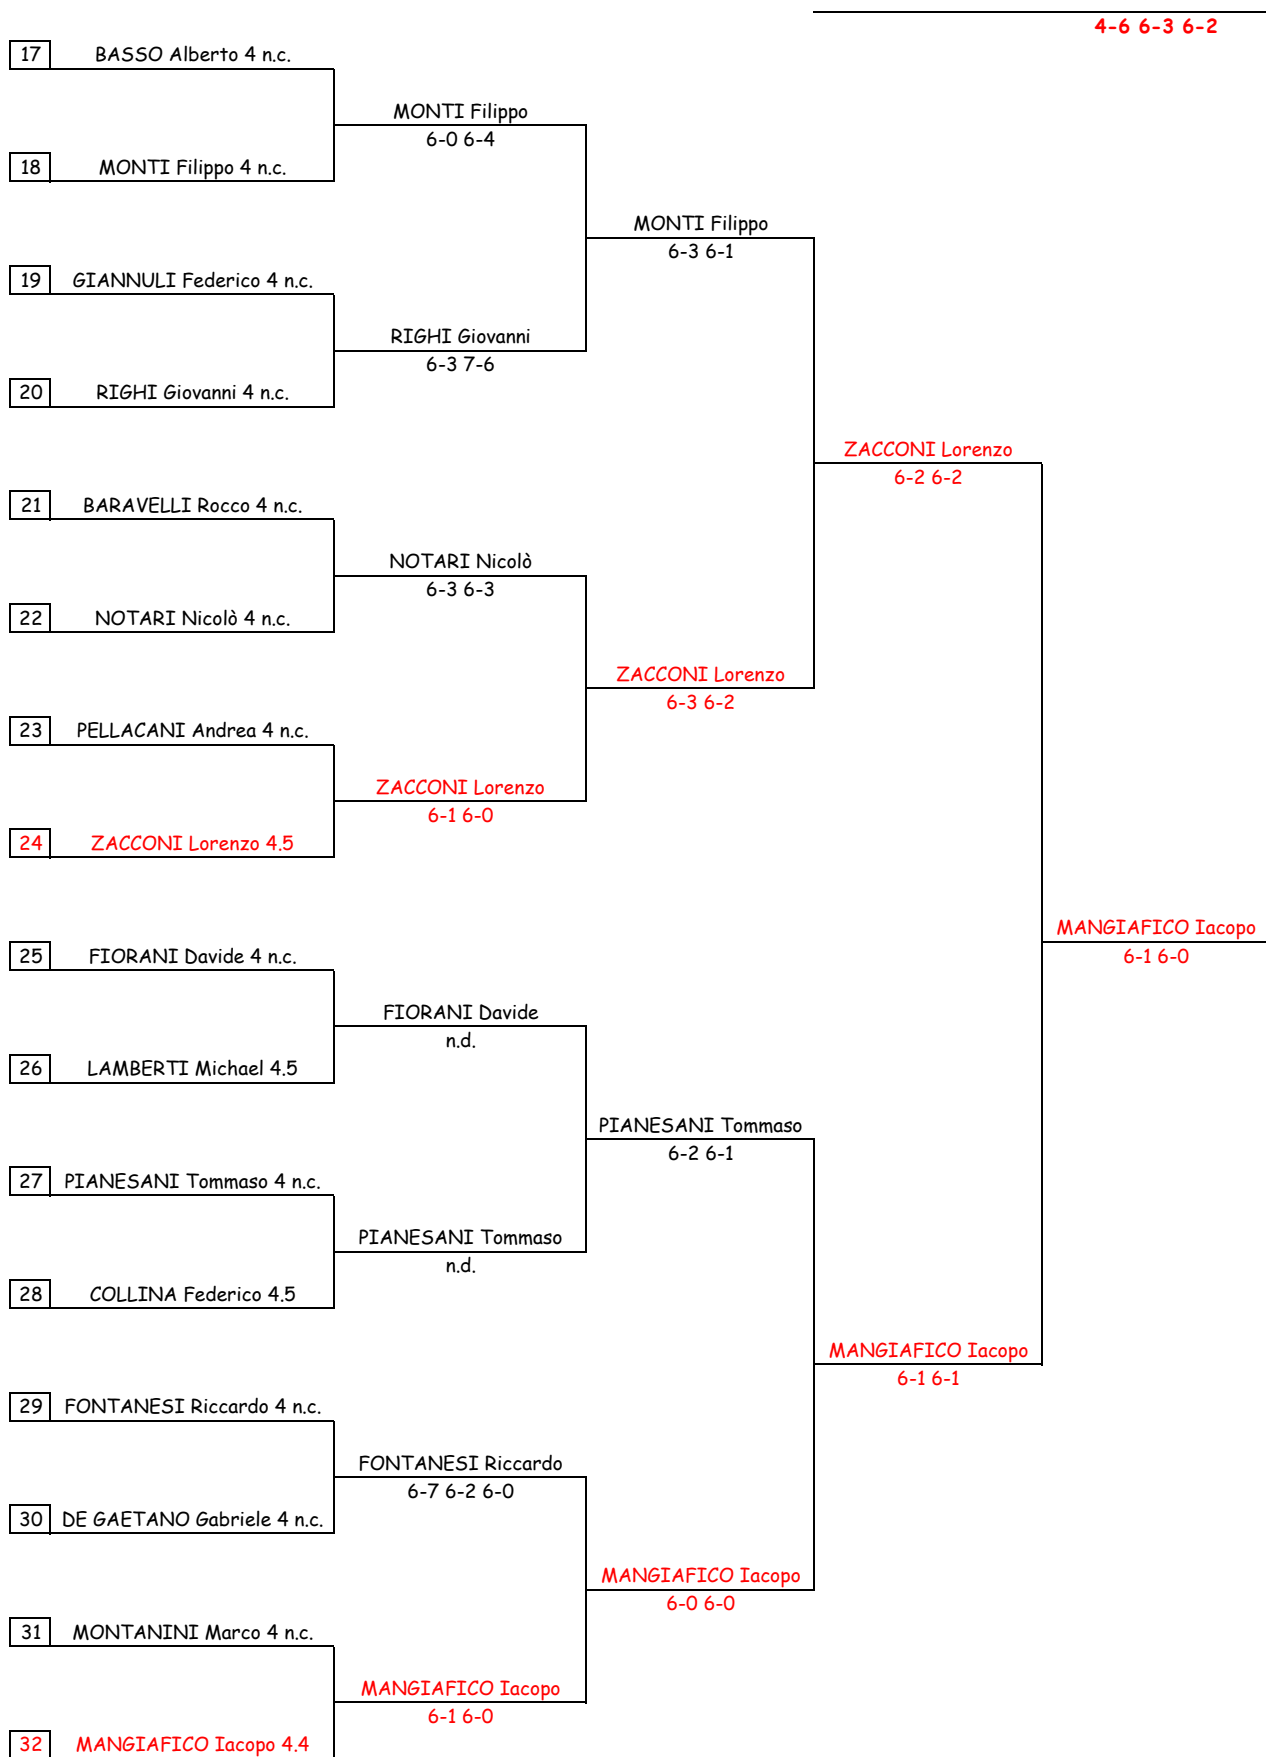 4-6 6-3 6-2
17 BASSO Alberto 4 n.c.
MONTI Filippo
6-0 6-4
18 MONTI Filippo 4 n.c.
MONTI Filippo
6-3 6-1
19 GIANNULI Federico 4 n.c.
RIGHI Giovanni
6-3 7-6
20 RIGHI Giovanni 4 n.c.
ZACCONI Lorenzo
6-2 6-2
21 BARAVELLI Rocco 4 n.c.
NOTARI Nicolò
6-3 6-3
22 NOTARI Nicolò 4 n.c.
ZACCONI Lorenzo
6-3 6-2
23 PELLACANI Andrea 4 n.c.
ZACCONI Lorenzo
6-1 6-0
24 ZACCONI Lorenzo 4.5
MANGIAFICO Iacopo
6-1 6-0
25 FIORANI Davide 4 n.c.
FIORANI Davide
n.d.
26 LAMBERTI Michael 4.5
PIANESANI Tommaso
6-2 6-1
27 PIANESANI Tommaso 4 n.c.
PIANESANI Tommaso
n.d.
28 COLLINA Federico 4.5
MANGIAFICO Iacopo
6-1 6-1
29 FONTANESI Riccardo 4 n.c.
FONTANESI Riccardo
6-7 6-2 6-0
30 DE GAETANO Gabriele 4 n.c.
MANGIAFICO Iacopo
6-0 6-0
31 MONTANINI Marco 4 n.c.
MANGIAFICO Iacopo
6-1 6-0
32 MANGIAFICO Iacopo 4.4